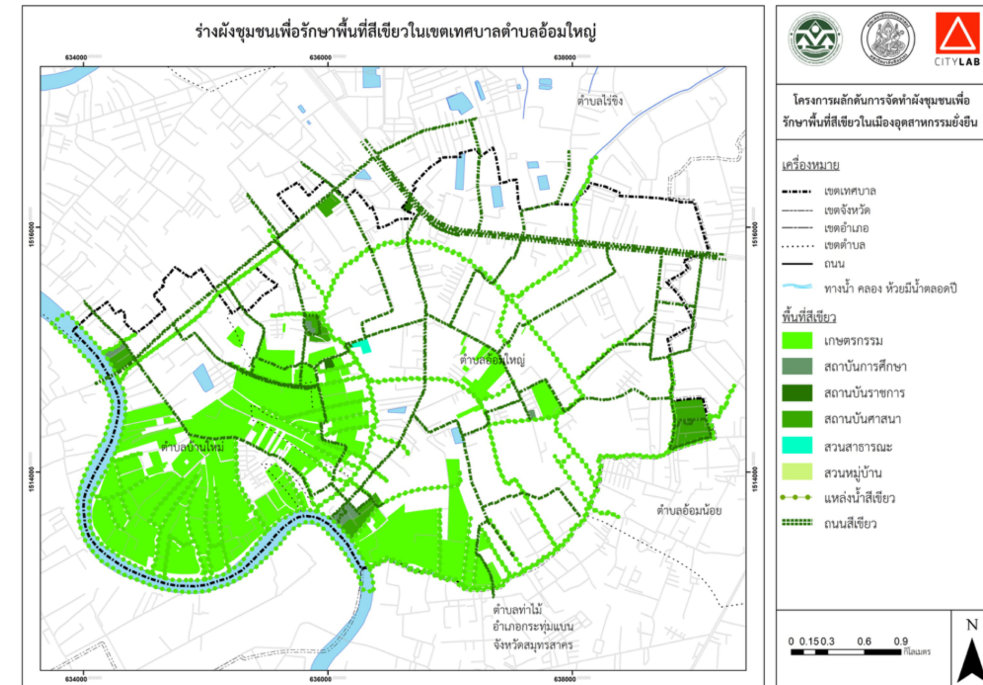 ร่างผังชุมชนเพื่อรักษาพื้นที่สีเขียวในเขตเทศบาลตำบลอ้อมใหญ่
634000
636000
638000
1516000
1516000
1514000
1514000
634000
636000
638000
ตำบลไร่ขิง
ตำบลอ้อมใหญ่
ตำบลบ้านใหม่
ตำบลอ้อมน้อย
ตำบลท่าไม้
อำเภอกระทุ่มแบน
จังหวัดสมุทรสาคร
CITYLAB
โครงการผลักดันการจัดทำผังชุมชนเพื่อ
รักษาพื้นที่สีเขียวในเมืองอุตสาหกรรมยั่งยืน
เครื่องหมาย
เขตเทศบาล
เขตจังหวัด
เขตอำเภอ
เขตตำบล
ถนน
ทางน้ำ คลอง ห้วยมีน้ำตลอดปี
พื้นที่สีเขียว
เกษตรกรรม
สถาบันการศึกษา
สถาบันราชการ
สถาบันศาสนา
สวนสาธารณะ
สวนหมู่บ้าน
แหล่งน้ำสีเขียว
ถนนสีเขียว
0 0.150.3 0.6 0.9
กิโลเมตร
N